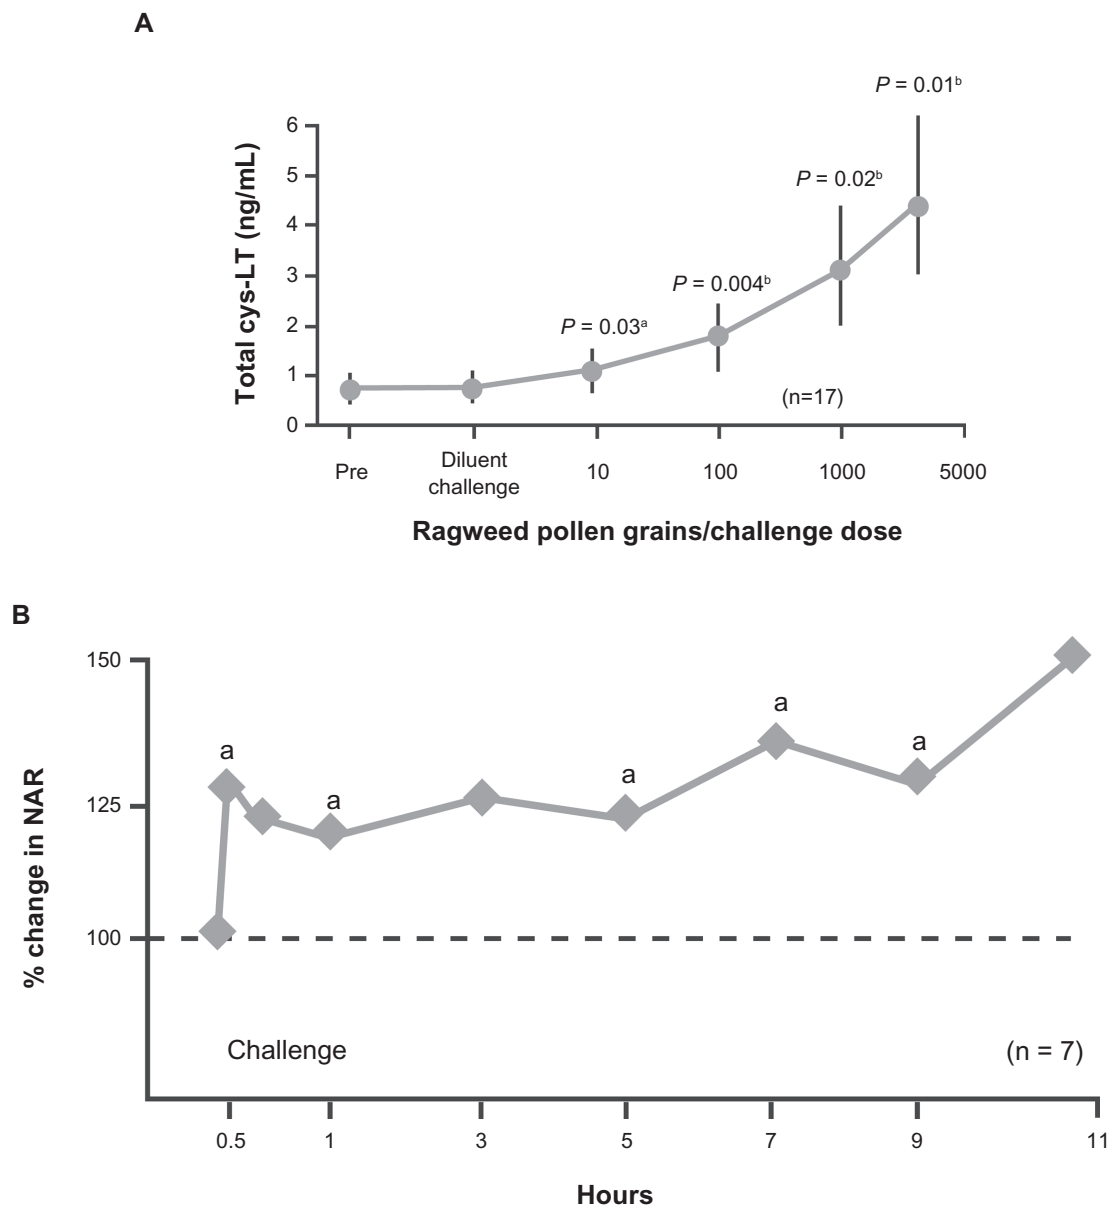 A
P = 0.01ᵇ
6
5
4
3
2
1
0
Total cys-LT (ng/mL)
P = 0.02ᵇ
P = 0.004ᵇ
P = 0.03ᵃ
(n=17)
Pre
Diluent
challenge
10
100
1000
5000
Ragweed pollen grains/challenge dose
B
150
125
100
% change in NAR
a
a
a
a
a
Challenge
(n = 7)
0.5
1
3
5
7
9
11
Hours